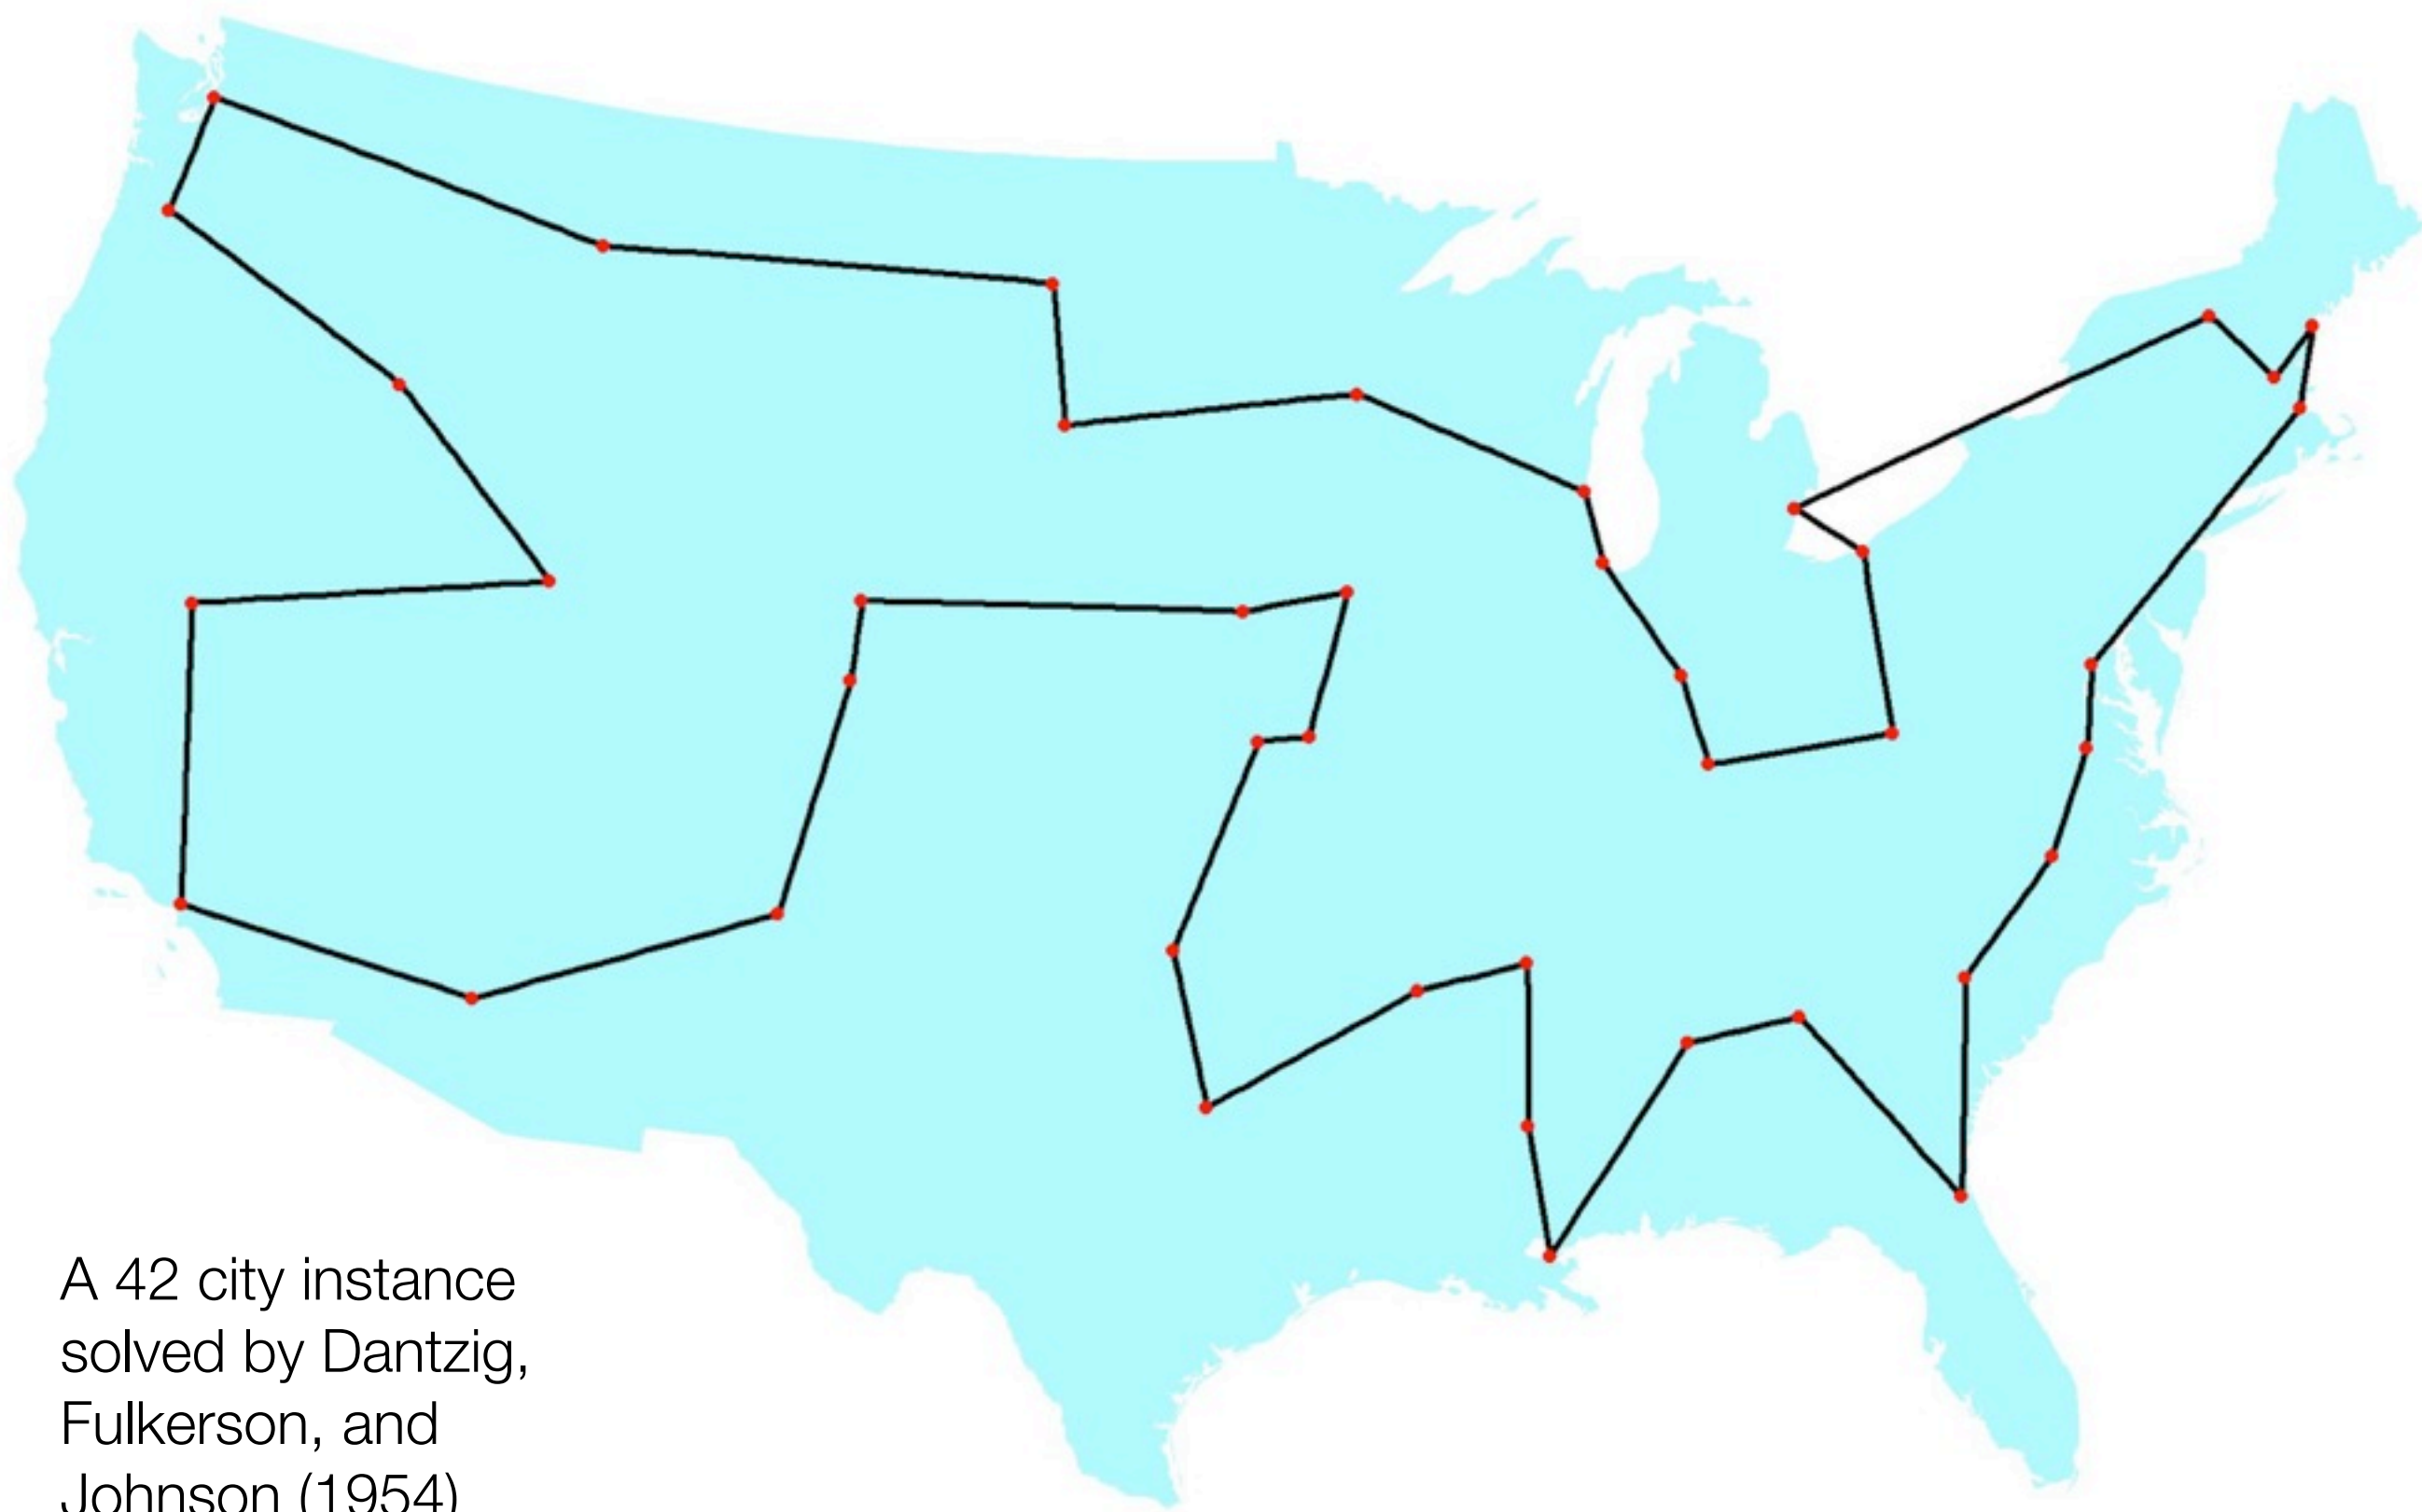 A 42 city instance
solved by Dantzig,
Fulkerson, and
Johnson (1954)